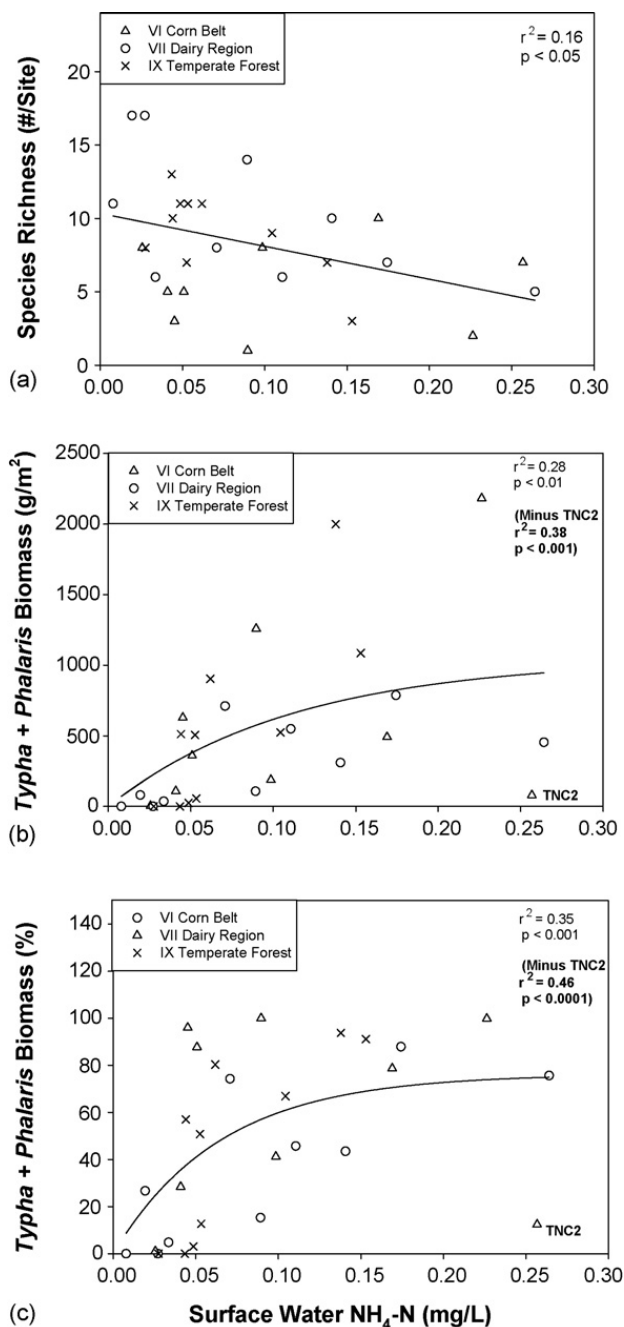 VI Corn Belt
VII Dairy Region
IX Temperate Forest
r² = 0.16
p < 0.05
Species Richness (#/Site)
25
20
15
10
5
0
0.00 0.05 0.10 0.15 0.20 0.25 0.30
(a)
VI Corn Belt
VII Dairy Region
IX Temperate Forest
r² = 0.28
p < 0.01
(Minus TNC2
r² = 0.38
p < 0.001)
Typha + Phalaris Biomass (g/m²)
2500
2000
1500
1000
500
0
TNC2
0.00 0.05 0.10 0.15 0.20 0.25 0.30
(b)
VI Corn Belt
VII Dairy Region
IX Temperate Forest
r² = 0.35
p < 0.001
(Minus TNC2
r² = 0.46
p < 0.0001)
Typha + Phalaris Biomass (%)
140
120
100
80
60
40
20
0
TNC2
0.00 0.05 0.10 0.15 0.20 0.25 0.30
(c) Surface Water NH₄-N (mg/L)